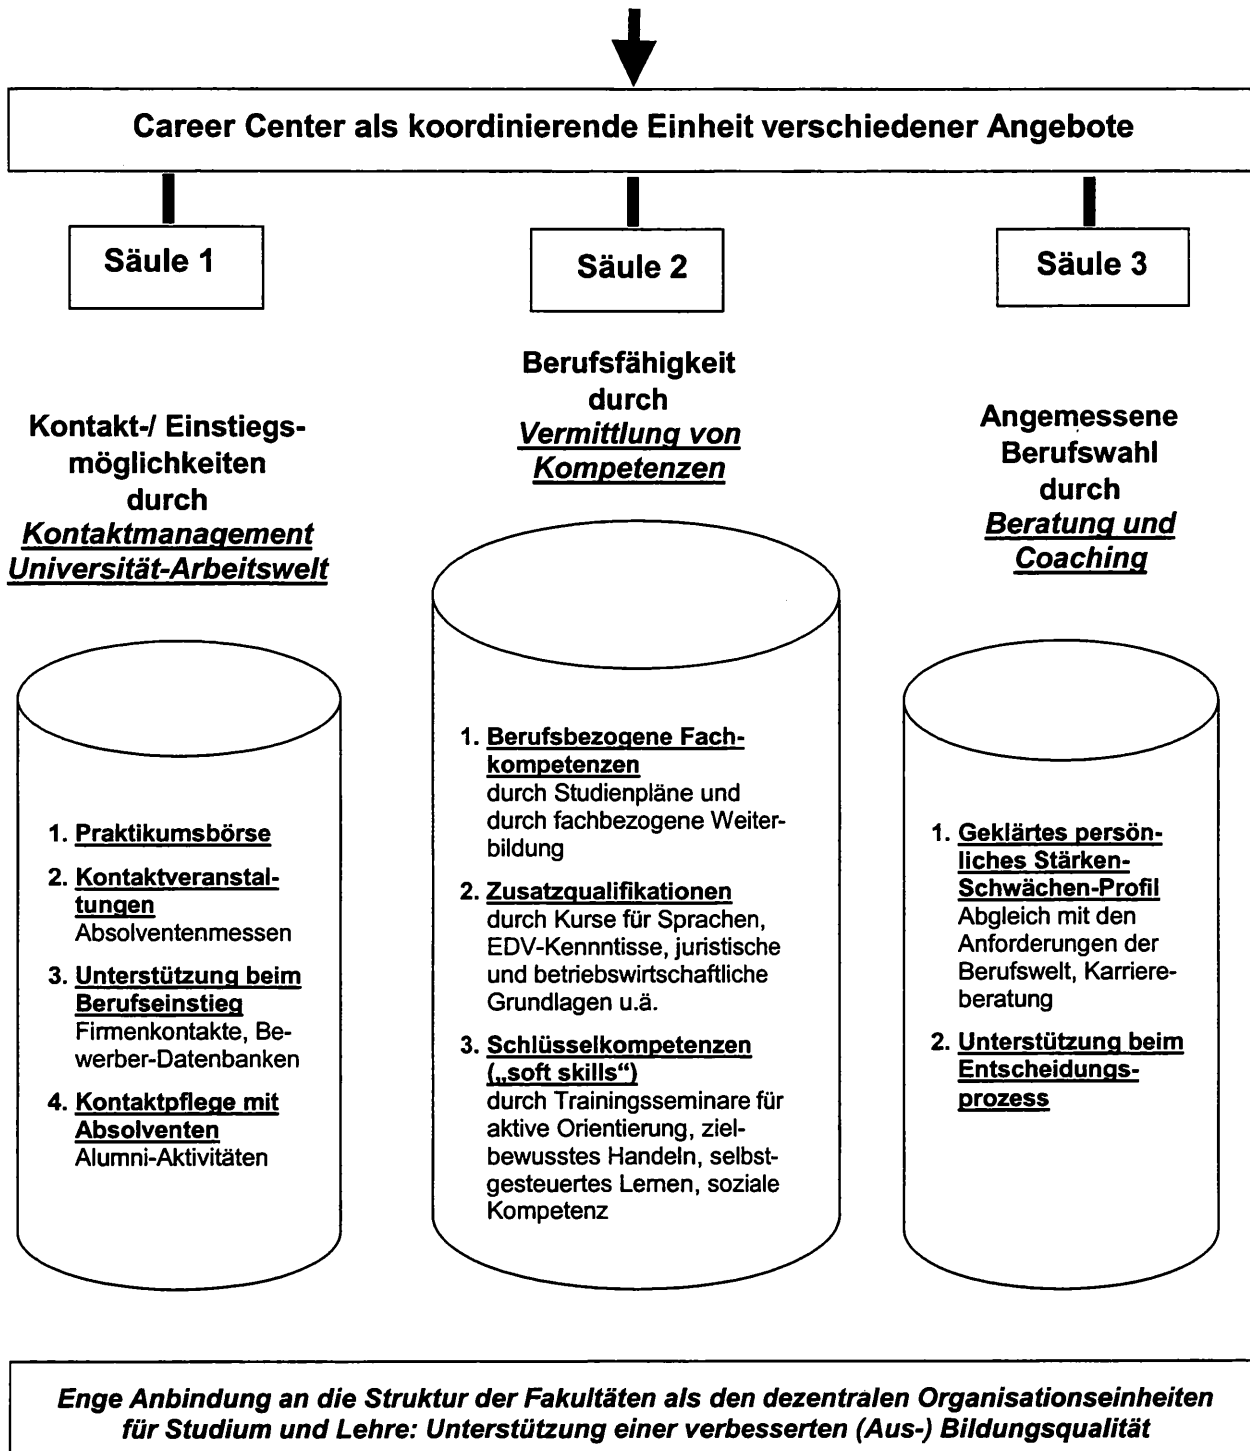 Career Center als koordinierende Einheit verschiedener Angebote
Säule 1
Kontakt-/ Einstiegs-
möglichkeiten
durch
Kontaktmanagement
Universität-Arbeitswelt
1. Praktikumsbörse
2. Kontaktveranstal-
tungen
Absolventenmessen
3. Unterstützung beim
Berufseinstieg
Firmenkontakte, Be-
werber-Datenbanken
4. Kontaktpflege mit
Absolventen
Alumni-Aktivitäten
Säule 2
Berufsfähigkeit
durch
Vermittlung von
Kompetenzen
1. Berufsbezogene Fach-
kompetenzen
durch Studienpläne und
durch fachbezogene Weiter-
bildung
2. Zusatzqualifikationen
durch Kurse für Sprachen,
EDV-Kennntisse, juristische
und betriebswirtschaftliche
Grundlagen u.ä.
3. Schlüsselkompetenzen
(„soft skills“)
durch Trainingsseminare für
aktive Orientierung, ziel-
bewusstes Handeln, selbst-
gesteuertes Lernen, soziale
Kompetenz
Säule 3
Angemessene
Berufswahl
durch
Beratung und
Coaching
1. Geklärtes persön-
liches Stärken-
Schwächen-Profil
Abgleich mit den
Anforderungen der
Berufswelt, Karriere-
beratung
2. Unterstützung beim
Entscheidungs-
prozess
Enge Anbindung an die Struktur der Fakultäten als den dezentralen Organisationseinheiten
für Studium und Lehre: Unterstützung einer verbesserten (Aus-) Bildungsqualität